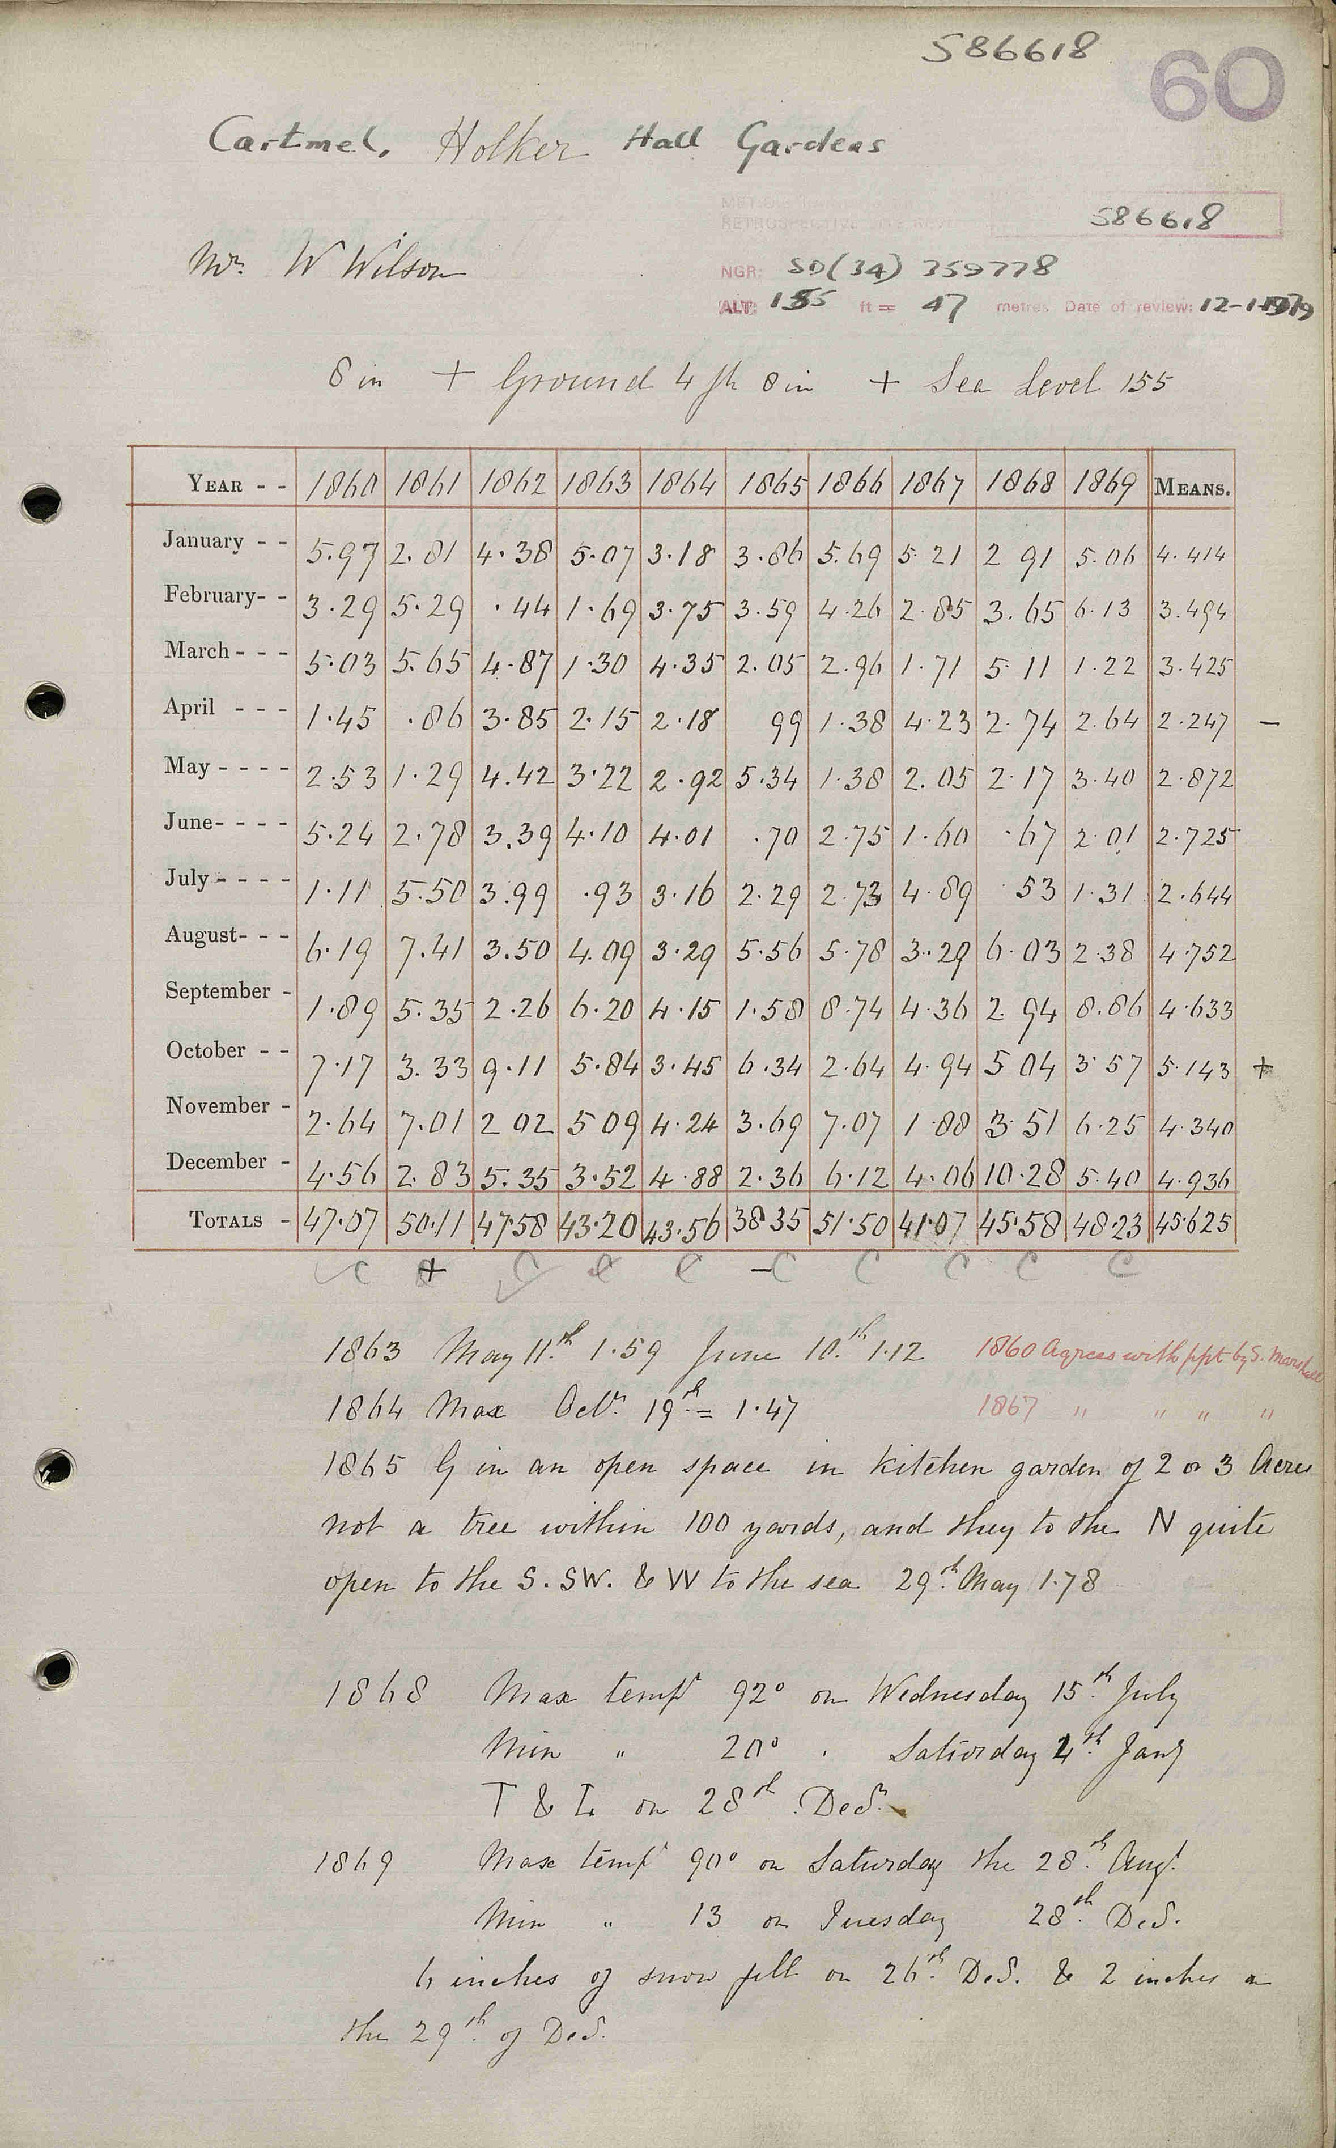 586618
60
Cartmel, Holker Hall Gardens
586618
Mr. W Wilson
NGR: SD(34) 359778
ALT: 155 ft = 47 metres Date of review: 12-1-1979
8 in + Ground 4 ft 8 in + Sea Level 155
YEAR - - 1860 1861 1862 1863 1864 1865 1866 1867 1868 1869 MEANS.
January - - 5.97 2.81 4.38 5.07 3.18 3.86 5.69 5.21 2 91 5.06 4.414
February- - 3.29 5.29 .44 1.69 3.75 3.59 4.26 2.85 3.65 6.13 3.494
March - - - 5.03 5.65 4.87 1.30 4.35 2.05 2.96 1.71 5 11 1.22 3.425
April - - - 1.45 .86 3.85 2.15 2.18 99 1.38 4.23 2.74 2.64 2.247 –
May - - - - 2.53 1.29 4.42 3.22 2.92 5.34 1.38 2.05 2.17 3.40 2.872
June- - - - 5.24 2.78 3.39 4.10 4.01 .70 2.75 1.60 .67 2.01 2.725
July - - - - 1.11 5.50 3.99 .93 3.16 2.29 2.73 4.89 .53 1.31 2.644
August- - - 6.19 7.41 3.50 4.09 3.29 5.56 5.78 3.29 6.03 2.38 4.752
September - 1.89 5.35 2.26 6.20 4.15 1.58 8.74 4.36 2.94 8.86 4.633
October - - 7.17 3.33 9.11 5.84 3.45 6.34 2.64 4.94 5 04 3.57 5.143 +
November - 2.64 7.01 2 02 5 09 4.24 3.69 7.07 1 88 3.51 6.25 4.340
December - 4.56 2.83 5.35 3.52 4.88 2.36 6.12 4.06 10.28 5.40 4.936
TOTALS - 47.07 50.11 47.58 43.20 43.56 38 35 51.50 41.07 45.58 48.23 45.625
C + C C C –C C C C C
1863 May 11th 1.59 June 10th 1.12 1860 Agrees with ppt by S. Marshall
1864 Max Octr 19th = 1.47 1867 " " " "
1865 G in an open space in kitchen garden of 2 or 3 Acres
not a tree within 100 yards, and they to the N quite
open to the S. SW. & W to the sea 29th May 1.78
1868 Max temp 92° on Wednesday 15th July
Min " 20° . Saturday 4th Jany
T & L on 28th Decr.
1869 Max temp 90° on Saturday the 28th Augt.
Min " 13 on Tuesday 28th Decr.
6 inches of snow fell on 26th Decr. & 2 inches on
the 29th of Decr.